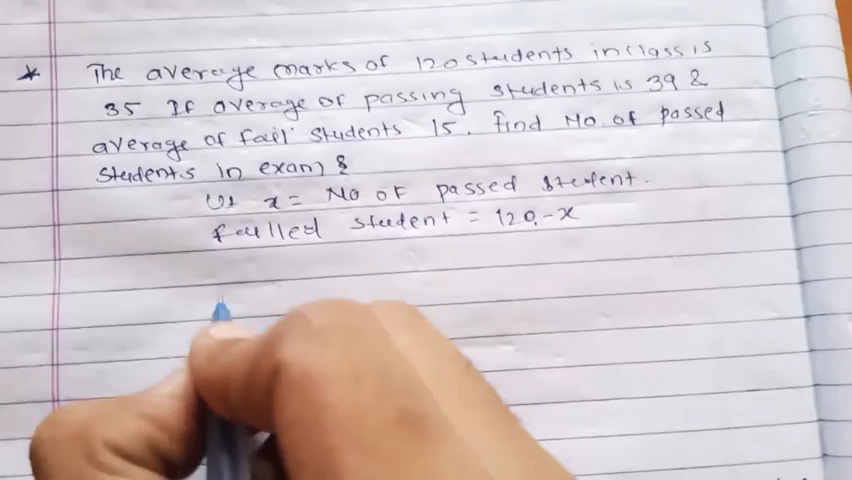 * The average marks of 120 students in class is
35 If average of passing students is 39 &
average of fail students 15. find No. of passed
students in exam ?
Let x = No of passed student.
failled student = 120 - x